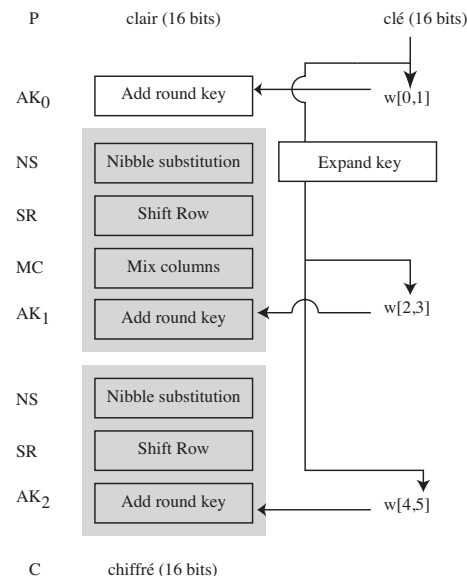 P clair (16 bits) clé (16 bits)
AK0 Add round key w[0,1]
NS Nibble substitution Expand key
SR Shift Row
MC Mix columns
AK1 Add round key w[2,3]
NS Nibble substitution
SR Shift Row
AK2 Add round key w[4,5]
C chiffré (16 bits)